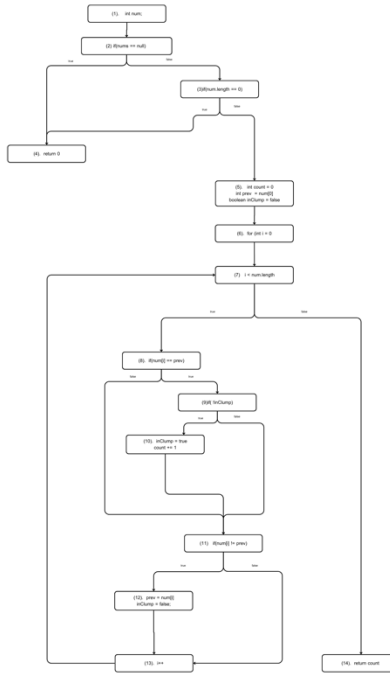 (1). int num;
(2) if(nums == null)
true
false
(3)if(num.length == 0)
true
false
(4). return 0
(5). int count = 0
int prev = num[0]
boolean inClump = false
(6). for (int i = 0
(7) i < num.length
true
false
(8). if(num[i] == prev)
false
true
(9)if( !inClump)
true
false
(10). inClump = true
count += 1
(11) if(num[i] != prev)
true
false
(12). prev = num[i]
inClump = false;
(13). i++
(14). return count